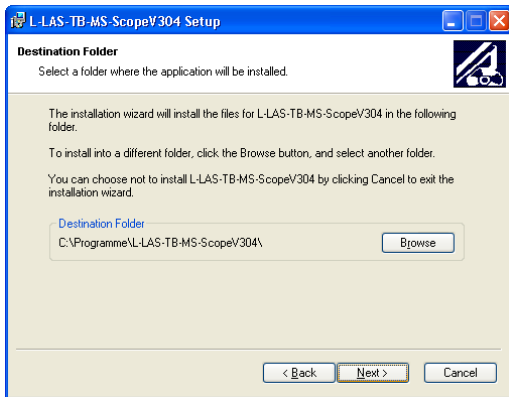 L-LAS-TB-MS-ScopeV304 Setup
Destination Folder
Select a folder where the application will be installed.
The installation wizard will install the files for L-LAS-TB-MS-ScopeV304 in the following
folder.
To install into a different folder, click the Browse button, and select another folder.
You can choose not to install L-LAS-TB-MS-ScopeV304 by clicking Cancel to exit the
installation wizard.
Destination Folder
C:\Programme\L-LAS-TB-MS-ScopeV304\
Browse
< Back
Next >
Cancel